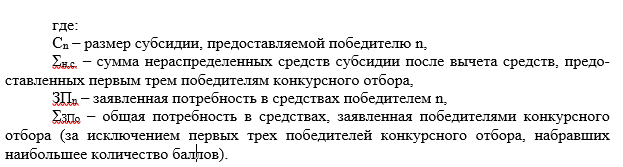 где:
Cn – размер субсидии, предоставляемой победителю n,
Σн.с. – сумма нераспределенных средств субсидии после вычета средств, предо-
ставленных первым трем победителям конкурсного отбора,
ЗПn – заявленная потребность в средствах победителем n,
ΣЗПо – общая потребность в средствах, заявленная победителями конкурсного
отбора (за исключением первых трех победителей конкурсного отбора, набравших
наибольшее количество баллов).